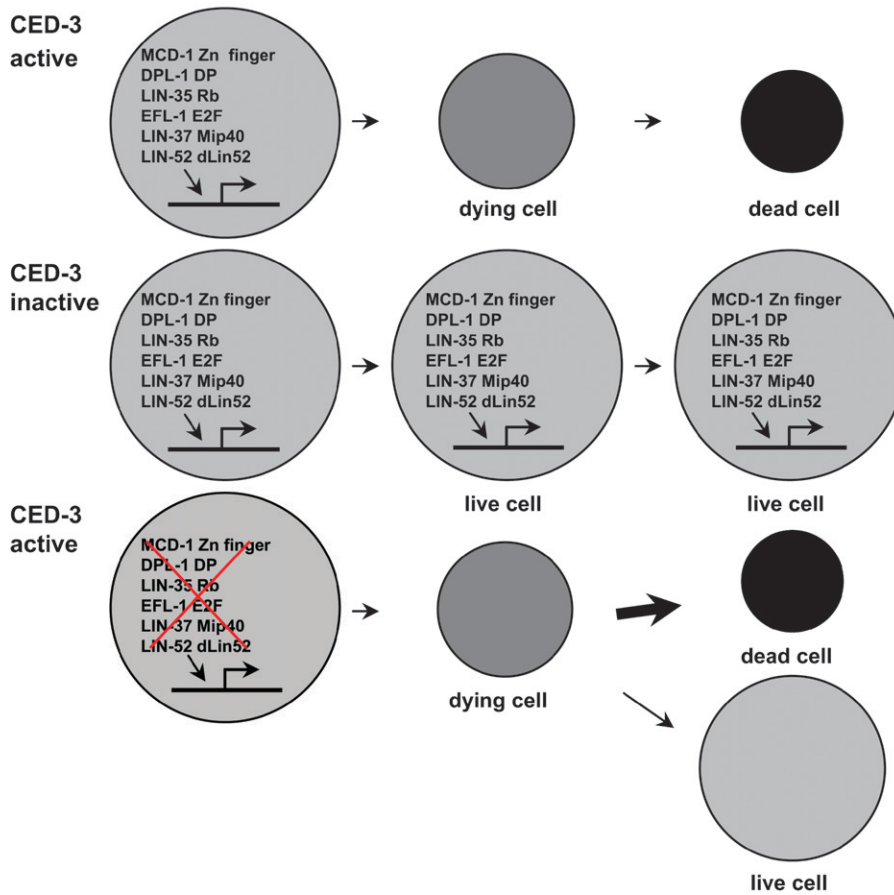 CED-3
active
MCD-1 Zn finger
DPL-1 DP
LIN-35 Rb
EFL-1 E2F
LIN-37 Mip40
LIN-52 dLin52
dying cell
dead cell
CED-3
inactive
MCD-1 Zn finger
DPL-1 DP
LIN-35 Rb
EFL-1 E2F
LIN-37 Mip40
LIN-52 dLin52
MCD-1 Zn finger
DPL-1 DP
LIN-35 Rb
EFL-1 E2F
LIN-37 Mip40
LIN-52 dLin52
live cell
MCD-1 Zn finger
DPL-1 DP
LIN-35 Rb
EFL-1 E2F
LIN-37 Mip40
LIN-52 dLin52
live cell
CED-3
active
MCD-1 Zn finger
DPL-1 DP
LIN-35 Rb
EFL-1 E2F
LIN-37 Mip40
LIN-52 dLin52
dying cell
dead cell
live cell